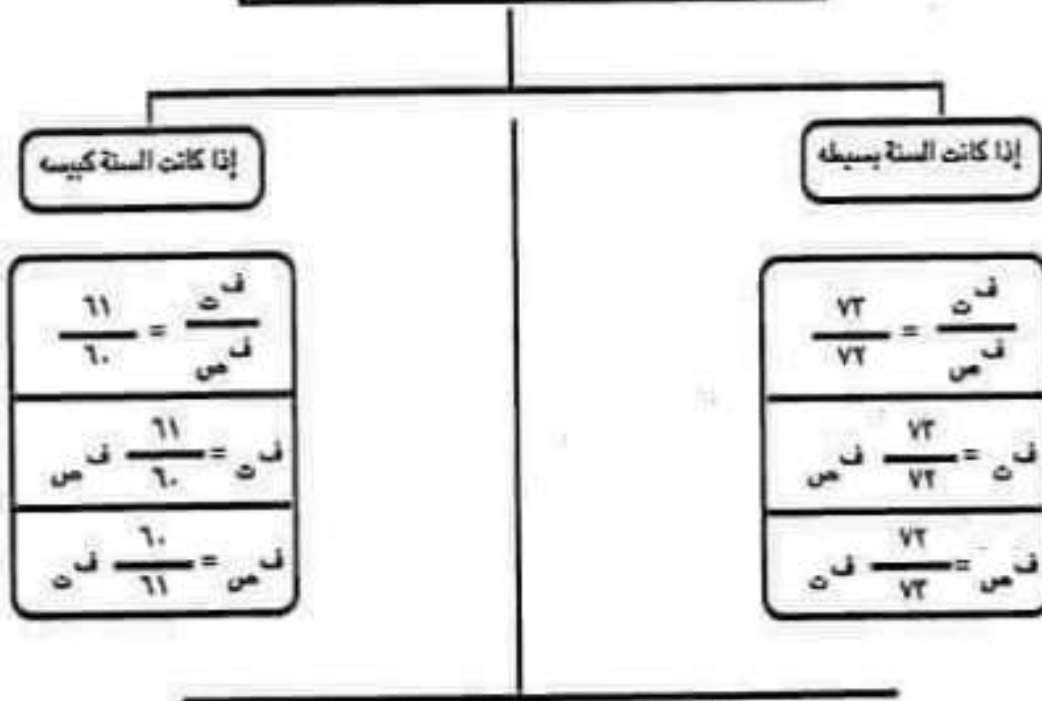 إذا كانت السنة بسيطه
ف ت / ف ص = ٧٣ / ٧٢
ف ت = ٧٣ / ٧٢ ف ص
ف ص = ٧٢ / ٧٣ ف ت
إذا كانت السنة كبيسه
ف ت / ف ص = ٦١ / ٦٠
ف ت = ٦١ / ٦٠ ف ص
ف ص = ٦٠ / ٦١ ف ت